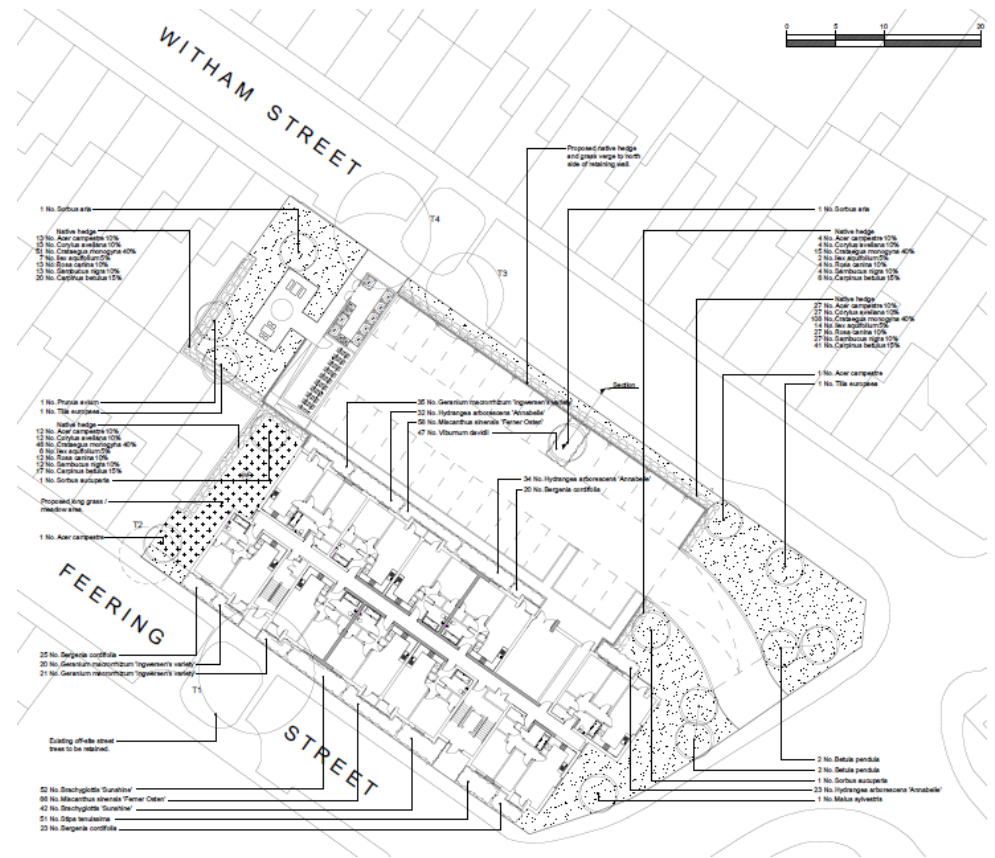 0 5 10 20
WITHAM STREET
Proposed native hedge
and grass verge to north
side of retaining wall.
T4
T3
1 No. Sorbus aria
Native hedge
13 No. Acer campestre 10%
13 No. Corylus avellana 10%
51 No. Crataegus monogyna 40%
7 No. Ilex aquifolium 5%
13 No. Rosa canina 10%
13 No. Sambucus nigra 10%
20 No. Carpinus betulus 15%
1 No. Sorbus aria
Native hedge
4 No. Acer campestre 10%
4 No. Corylus avellana 10%
15 No. Crataegus monogyna 40%
2 No. Ilex aquifolium 5%
4 No. Rosa canina 10%
4 No. Sambucus nigra 10%
6 No. Carpinus betulus 15%
Native hedge
27 No. Acer campestre 10%
27 No. Corylus avellana 10%
108 No. Crataegus monogyna 40%
14 No. Ilex aquifolium 5%
27 No. Rosa canina 10%
27 No. Sambucus nigra 10%
41 No. Carpinus betulus 15%
Section
1 No. Acer campestre
1 No. Tilia europaea
1 No. Prunus avium
1 No. Tilia europaea
Native hedge
12 No. Acer campestre 10%
12 No. Corylus avellana 10%
46 No. Crataegus monogyna 40%
6 No. Ilex aquifolium 5%
12 No. Rosa canina 10%
12 No. Sambucus nigra 10%
17 No. Carpinus betulus 15%
1 No. Sorbus aucuparia
Proposed long grass /
meadow area.
T2
1 No. Acer campestre
35 No. Geranium macrorrhizum 'Ingwersen's variety'
32 No. Hydrangea arborescens 'Annabelle'
58 No. Miscanthus sinensis 'Ferner Osten'
47 No. Viburnum davidii
34 No. Hydrangea arborescens 'Annabelle'
20 No. Bergenia cordifolia
FEERING STREET
25 No. Bergenia cordifolia
20 No. Geranium macrorrhizum 'Ingwersen's variety'
21 No. Geranium macrorrhizum 'Ingwersen's variety'
T1
Existing off-site street
trees to be retained.
52 No. Brachyglottis 'Sunshine'
66 No. Miscanthus sinensis 'Ferner Osten'
42 No. Brachyglottis 'Sunshine'
51 No. Stipa tenuissima
23 No. Bergenia cordifolia
2 No. Betula pendula
2 No. Betula pendula
1 No. Sorbus aucuparia
23 No. Hydrangea arborescens 'Annabelle'
1 No. Malus sylvestris